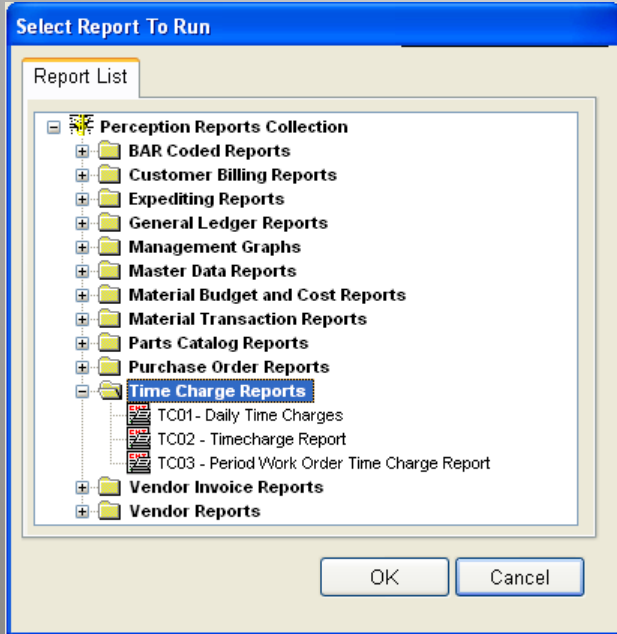 Select Report To Run
Report List
Perception Reports Collection
BAR Coded Reports
Customer Billing Reports
Expediting Reports
General Ledger Reports
Management Graphs
Master Data Reports
Material Budget and Cost Reports
Material Transaction Reports
Parts Catalog Reports
Purchase Order Reports
Time Charge Reports
TC01- Daily Time Charges
TC02 - Timecharge Report
TC03 - Period Work Order Time Charge Report
Vendor Invoice Reports
Vendor Reports
OK Cancel